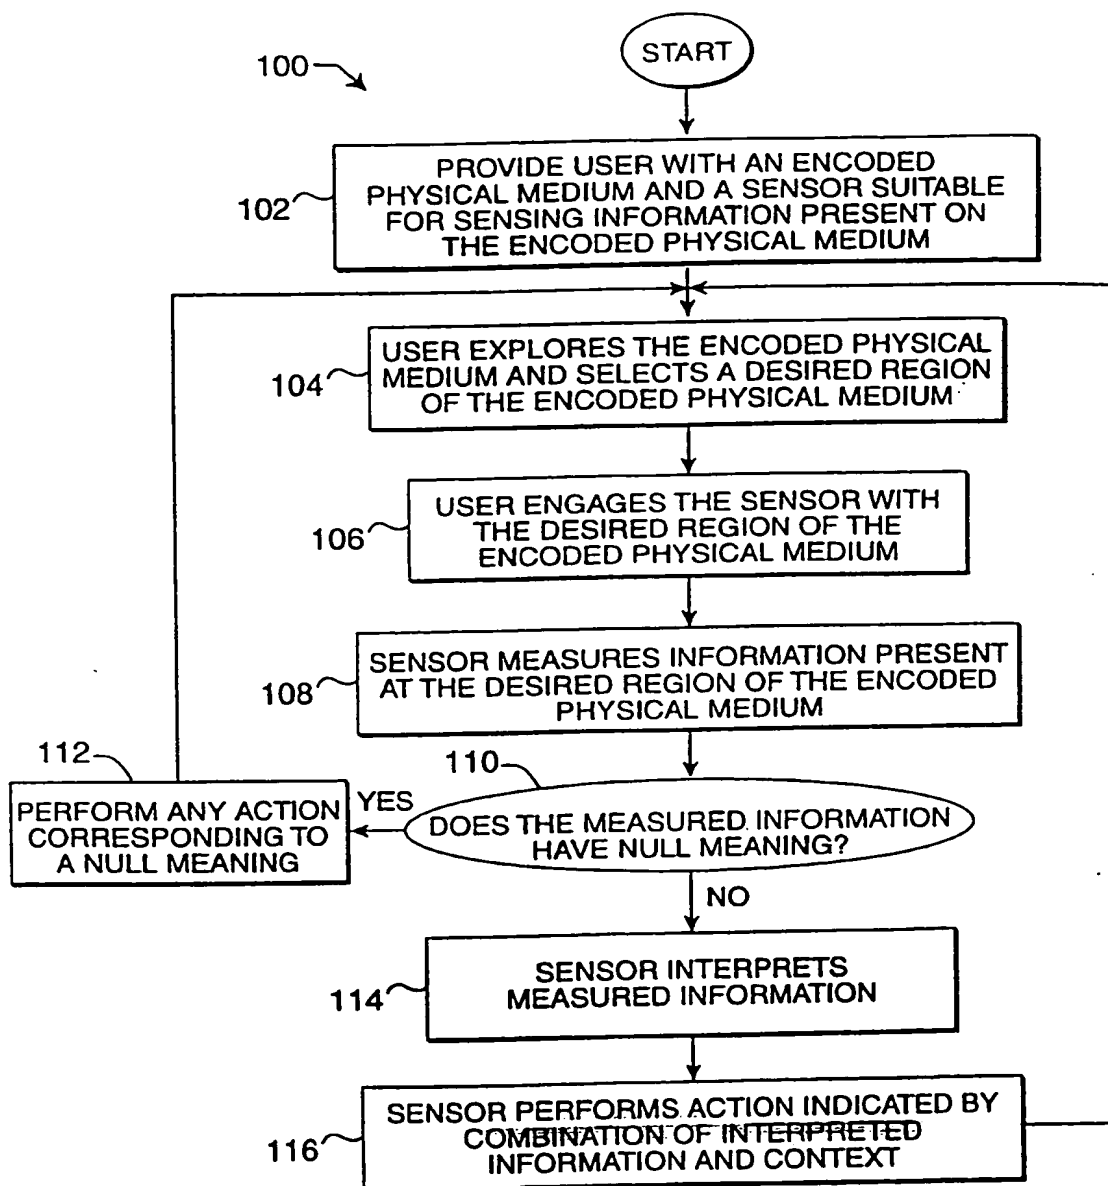 START
100
PROVIDE USER WITH AN ENCODED
PHYSICAL MEDIUM AND A SENSOR SUITABLE
FOR SENSING INFORMATION PRESENT ON
THE ENCODED PHYSICAL MEDIUM
102
USER EXPLORES THE ENCODED PHYSICAL
MEDIUM AND SELECTS A DESIRED REGION
OF THE ENCODED PHYSICAL MEDIUM
104
USER ENGAGES THE SENSOR WITH
THE DESIRED REGION OF THE
ENCODED PHYSICAL MEDIUM
106
SENSOR MEASURES INFORMATION PRESENT
AT THE DESIRED REGION OF THE ENCODED
PHYSICAL MEDIUM
108
112
110
PERFORM ANY ACTION
CORRESPONDING TO
A NULL MEANING
YES
DOES THE MEASURED INFORMATION
HAVE NULL MEANING?
NO
SENSOR INTERPRETS
MEASURED INFORMATION
114
SENSOR PERFORMS ACTION INDICATED BY
COMBINATION OF INTERPRETED
INFORMATION AND CONTEXT
116